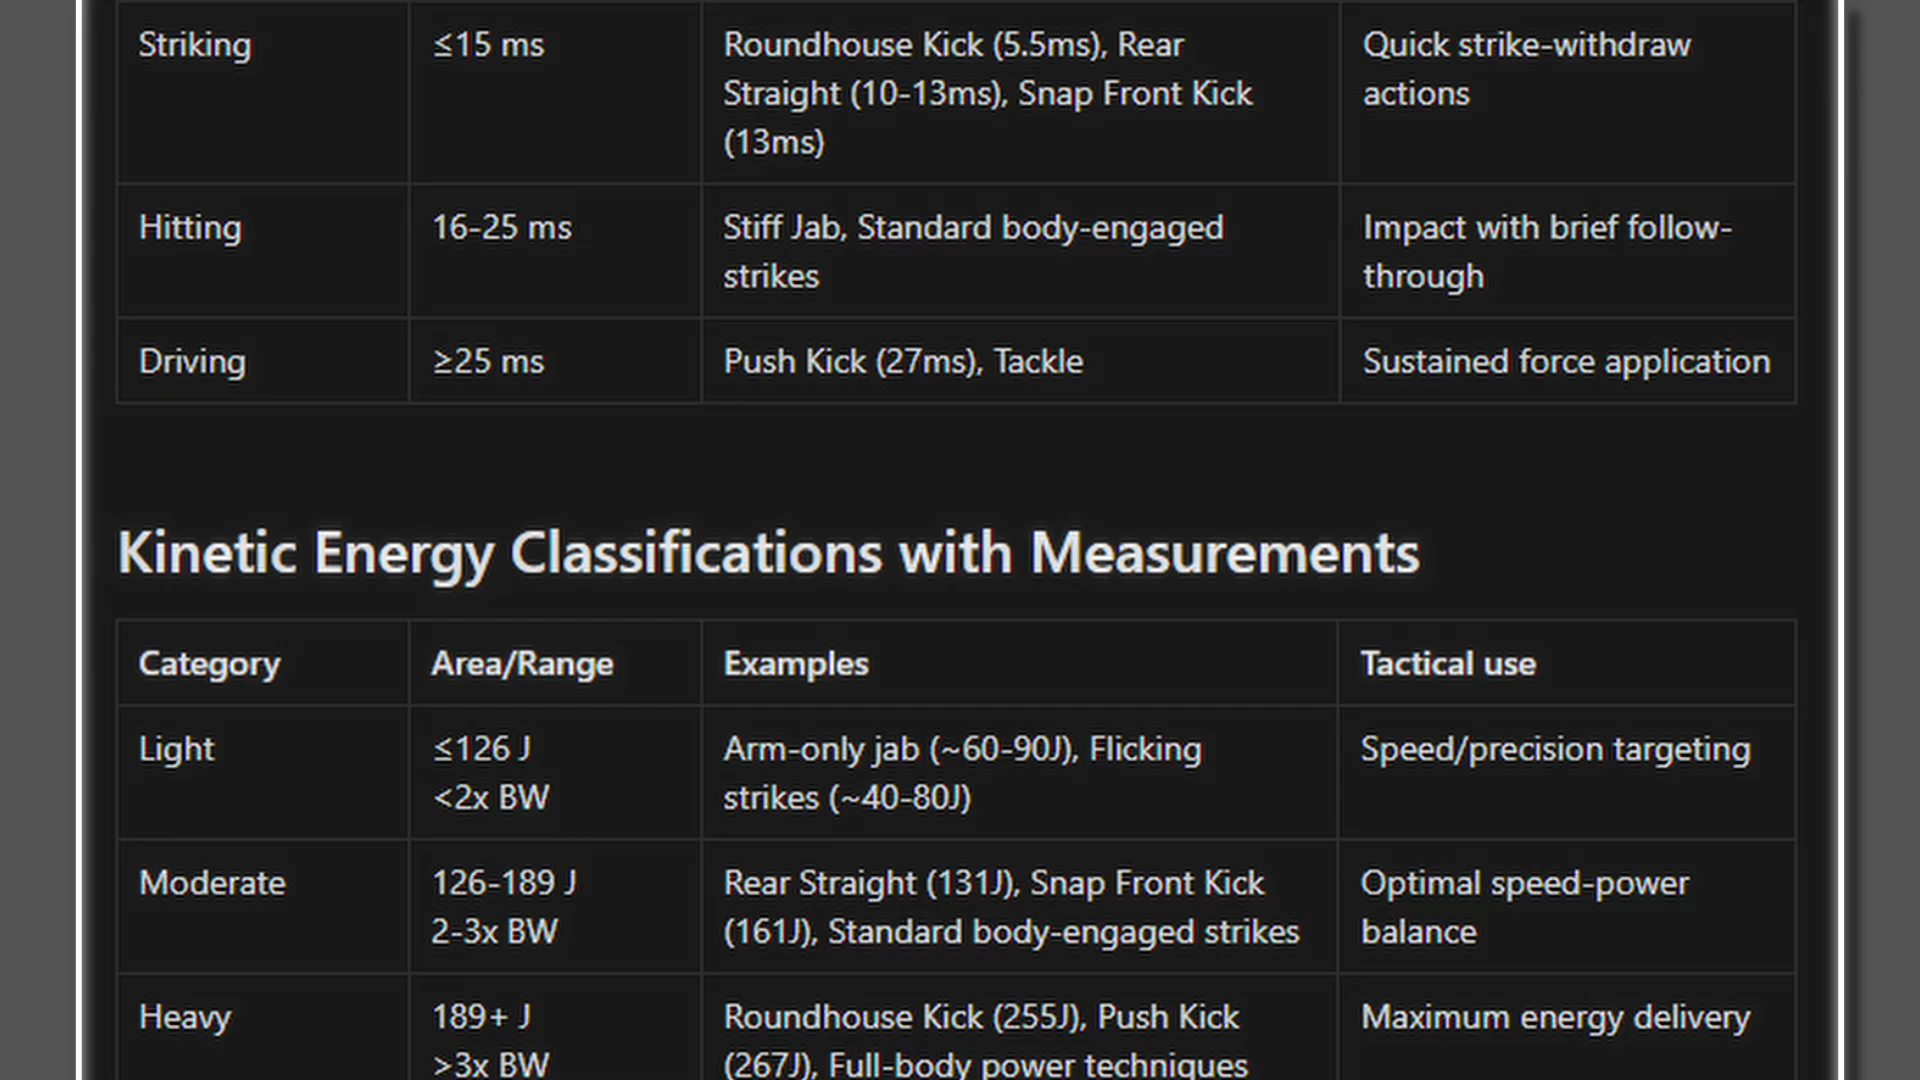 Striking
≤15 ms
Roundhouse Kick (5.5ms), Rear
Straight (10-13ms), Snap Front Kick
(13ms)
Quick strike-withdraw
actions
Hitting
16-25 ms
Stiff Jab, Standard body-engaged
strikes
Impact with brief follow-
through
Driving
≥25 ms
Push Kick (27ms), Tackle
Sustained force application
Kinetic Energy Classifications with Measurements
Category
Area/Range
Examples
Tactical use
Light
≤126 J
<2x BW
Arm-only jab (~60-90J), Flicking
strikes (~40-80J)
Speed/precision targeting
Moderate
126-189 J
2-3x BW
Rear Straight (131J), Snap Front Kick
(161J), Standard body-engaged strikes
Optimal speed-power
balance
Heavy
189+ J
>3x BW
Roundhouse Kick (255J), Push Kick
(267J), Full-body power techniques
Maximum energy delivery